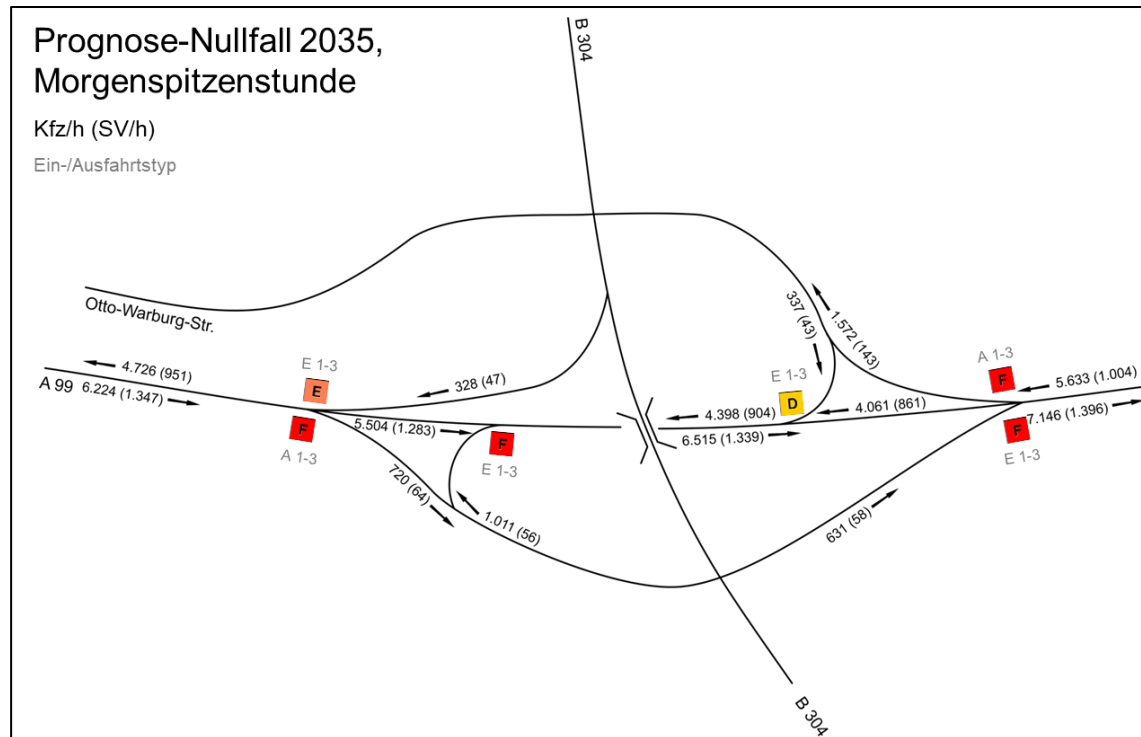 Prognose-Nullfall 2035,
Morgenspitzenstunde
Kfz/h (SV/h)
Ein-/Ausfahrtstyp
B 304
Otto-Warburg-Str.
337 (43)
1.572 (143)
A 99
4.726 (951)
6.224 (1.347)
E 1-3
E
328 (47)
E 1-3
D
A 1-3
F
5.633 (1.004)
4.398 (904)
4.061 (861)
6.515 (1.339)
7.146 (1.396)
F
E 1-3
F
A 1-3
5.504 (1.283)
F
E 1-3
720 (64)
1.011 (56)
631 (58)
B 304